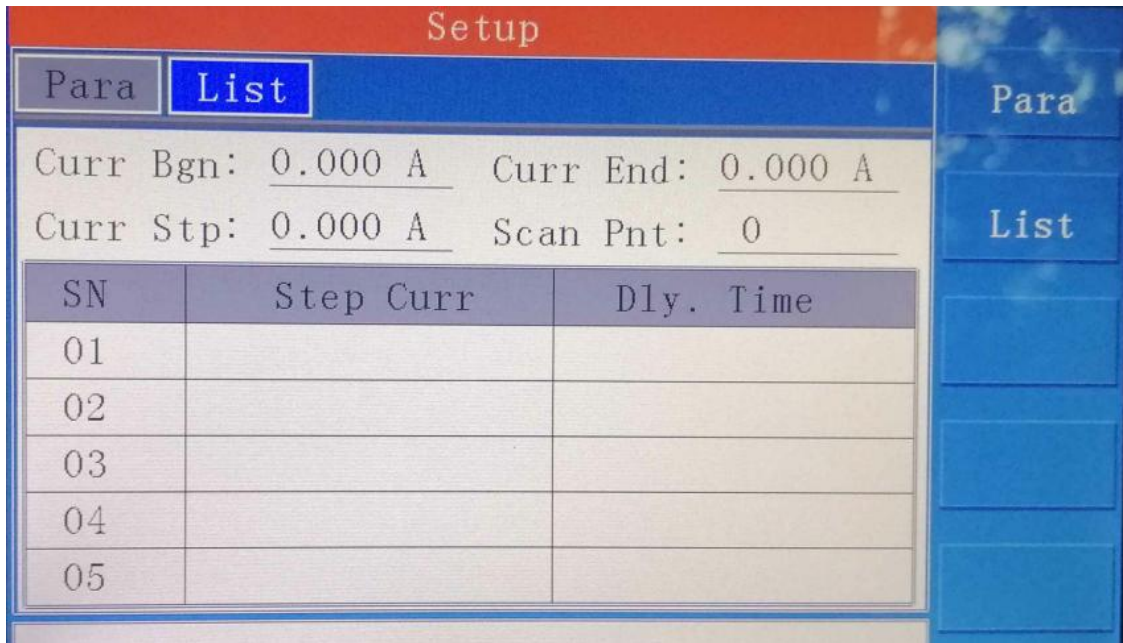 Setup
Para List
Curr Bgn: 0.000 A Curr End: 0.000 A
Curr Stp: 0.000 A Scan Pnt: 0
SN Step Curr Dly. Time
01
02
03
04
05
Para
List